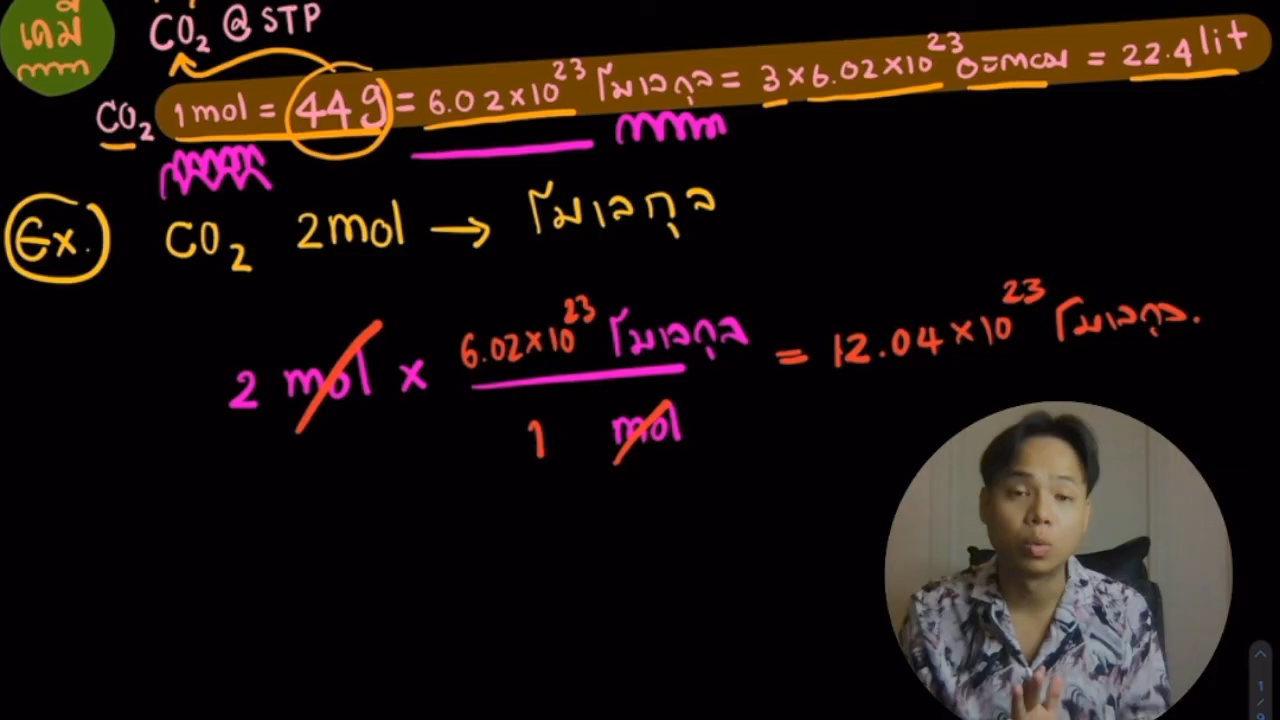 เคมี
CO₂ @ STP
CO₂ 1 mol = 44g = 6.02×10²³ โมเลกุล = 3 × 6.02×10²³ อะตอม = 22.4 lit
Ex. CO₂ 2mol → โมเลกุล
2 mol × 6.02×10²³ โมเลกุล = 12.04×10²³ โมเลกุล.
1 mol
1